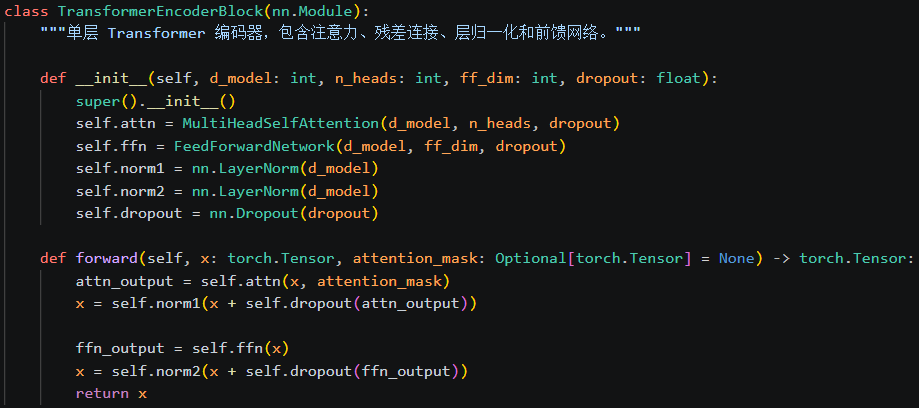 class TransformerEncoderBlock(nn.Module):
    """单层 Transformer 编码器，包含注意力、残差连接、层归一化和前馈网络。"""

    def __init__(self, d_model: int, n_heads: int, ff_dim: int, dropout: float):
        super().__init__()
        self.attn = MultiHeadSelfAttention(d_model, n_heads, dropout)
        self.ffn = FeedForwardNetwork(d_model, ff_dim, dropout)
        self.norm1 = nn.LayerNorm(d_model)
        self.norm2 = nn.LayerNorm(d_model)
        self.dropout = nn.Dropout(dropout)

    def forward(self, x: torch.Tensor, attention_mask: Optional[torch.Tensor] = None) -> torch.Tensor:
        attn_output = self.attn(x, attention_mask)
        x = self.norm1(x + self.dropout(attn_output))

        ffn_output = self.ffn(x)
        x = self.norm2(x + self.dropout(ffn_output))
        return x